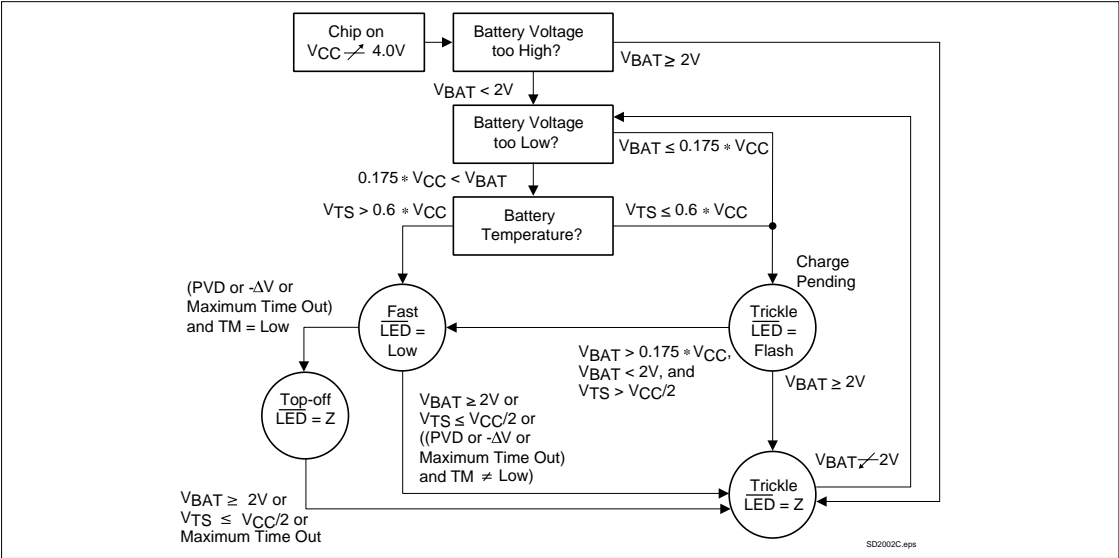 Chip on
VCC 4.0V
Battery Voltage
too High?
VBAT ≥ 2V
VBAT < 2V
Battery Voltage
too Low?
VBAT ≤ 0.175 * VCC
0.175 * VCC < VBAT
VTS > 0.6 * VCC
Battery
Temperature?
VTS ≤ 0.6 * VCC
Charge
Pending
(PVD or -ΔV or
Maximum Time Out)
and TM = Low
Fast
LED =
Low
Trickle
LED =
Flash
VBAT > 0.175 * VCC,
VBAT < 2V, and
VTS > VCC/2
VBAT ≥ 2V
Top-off
LED = Z
VBAT ≥ 2V or
VTS ≤ VCC/2 or
((PVD or -ΔV or
Maximum Time Out)
and TM ≠ Low)
VBAT 2V
Trickle
LED = Z
VBAT ≥ 2V or
VTS ≤ VCC/2 or
Maximum Time Out
SD2002C.eps